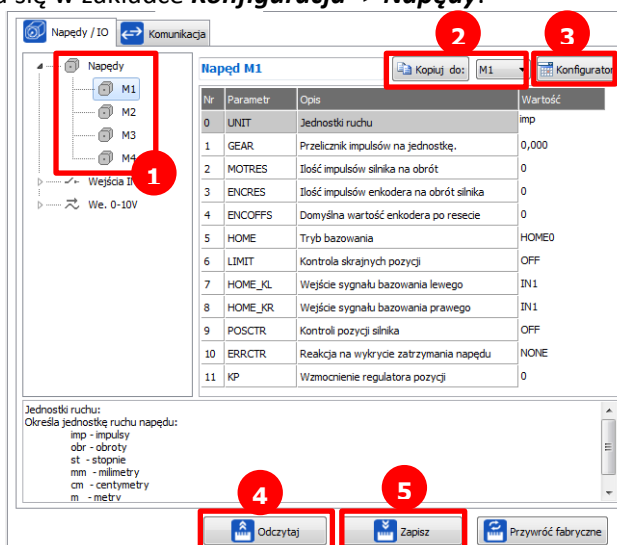 a się w zakładce Konfiguracja -> Napędy.
Napędy / IO
Komunikacja
2
3
Napędy
M1
M2
M3
M4
1
Wejścia I
We. 0-10V
Napęd M1
Kopiuj do:
M1
Konfigurator
Nr Parametr Opis Wartość
0 UNIT Jednostki ruchu imp
1 GEAR Przelicznik impulsów na jednostkę. 0,000
2 MOTRES Ilość impulsów silnika na obrót 0
3 ENCRES Ilość impulsów enkodera na obrót silnika 0
4 ENCOFFS Domyślna wartość enkodera po resecie 0
5 HOME Tryb bazowania HOME0
6 LIMIT Kontrola skrajnych pozycji OFF
7 HOME_KL Wejście sygnału bazowania lewego IN1
8 HOME_KR Wejście sygnału bazowania prawego IN1
9 POSCTR Kontroli pozycji silnika OFF
10 ERRCTR Reakcja na wykrycie zatrzymania napędu NONE
11 KP Wzmocnienie regulatora pozycji 0
Jednostki ruchu:
Określa jednostkę ruchu napędu:
imp - impulsy
obr - obroty
st - stopnie
mm - milimetry
cm - centymetry
m - metry
4
5
Odczytaj
Zapisz
Przywróć fabryczne